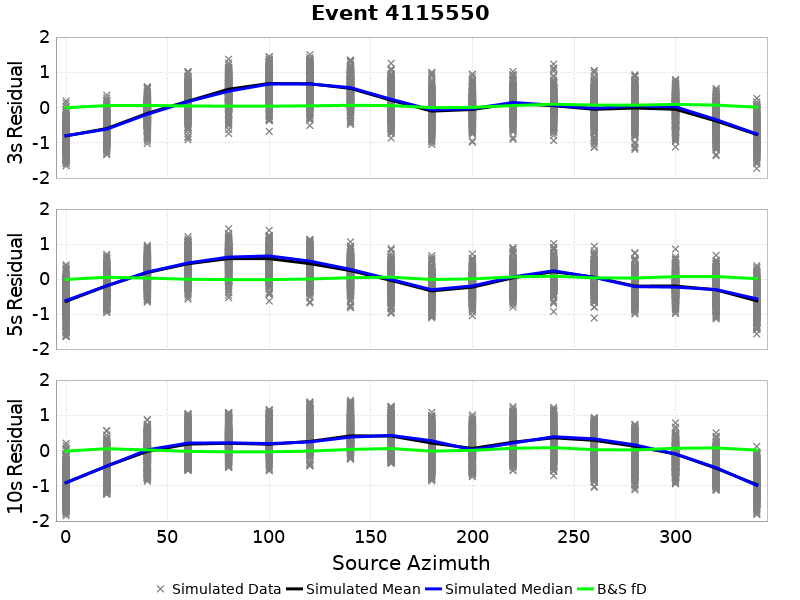 Event 4115550
3s Residual
2
1
0
-1
-2
5s Residual
2
1
0
-1
-2
10s Residual
2
1
0
-1
-2
0 50 100 150 200 250 300
Source Azimuth
Simulated Data Simulated Mean Simulated Median B&S fD